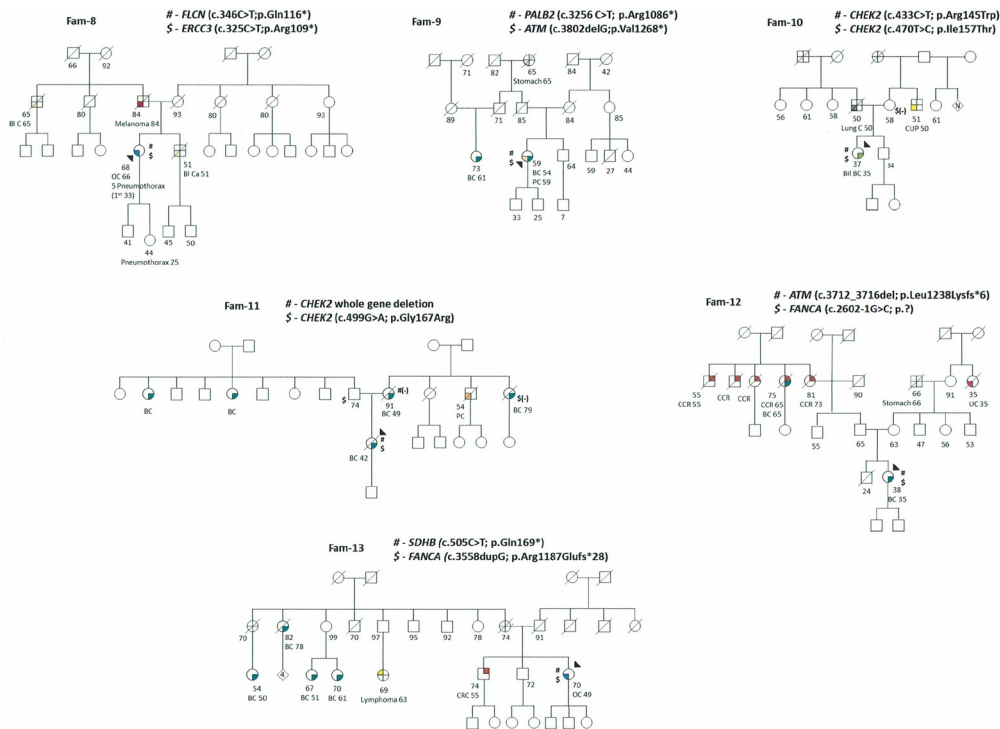 Fam-8
# - FLCN (c.346C>T;p.Gln116*)
$ - ERCC3 (c.325C>T;p.Arg109*)
66 92
65 80 84 93 80 80 93
Bl C 65 Melanoma 84
# $
68 51
OC 66 Bl Ca 51
5 Pneumothorax
(1st 33)
41 44 45 50
Pneumothorax 25
Fam-9
# - PALB2 (c.3256 C>T; p.Arg1086*)
$ - ATM (c.3802delG;p.Val1268*)
71 82 65 84 42
Stomach 65
89 71 85 84 85
# $
73 59 64 59 27 44
BC 61 BC 54
PC 59
33 25 7
Fam-10
# - CHEK2 (c.433C>T; p.Arg145Trp)
$ - CHEK2 (c.470T>C; p.Ile157Thr)
$(-)
56 61 58 50 58 51 61 N
Lung C 50 CUP 50
# $
37 34
Bil BC 35
Fam-11
# - CHEK2 whole gene deletion
$ - CHEK2 (c.499G>A; p.Gly167Arg)
#(-)
$ 74 91 54 $(-)
BC BC BC 49 PC BC 79
# $
BC 42
Fam-12
# - ATM (c.3712_3716del; p.Leu1238Lysfs*6)
$ - FANCA (c.2602-1G>C; p.?)
55 CCR CCR 75 81 90 66 91 35
CCR 55 CCR 65 CCR 73 Stomach 66 UC 35
BC 65
55 65 63 47 56 53
# $
24 38
BC 35
Fam-13
# - SDHB (c.505C>T; p.Gln169*)
$ - FANCA (c.3558dupG; p.Arg1187Glufs*28)
70 82 99 70 97 95 92 78 74 91
BC 78
4
54 67 70 69
BC 50 BC 51 BC 61 Lymphoma 63
# $
74 72 70
CRC 55 OC 49